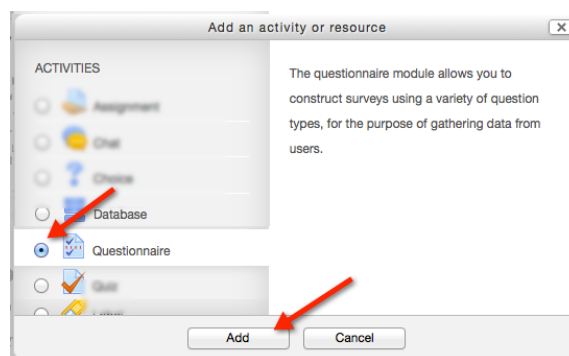 Add an activity or resource
ACTIVITIES
Assignment
Chat
Choice
Database
Questionnaire
Quiz
The questionnaire module allows you to
construct surveys using a variety of question
types, for the purpose of gathering data from
users.
Add
Cancel